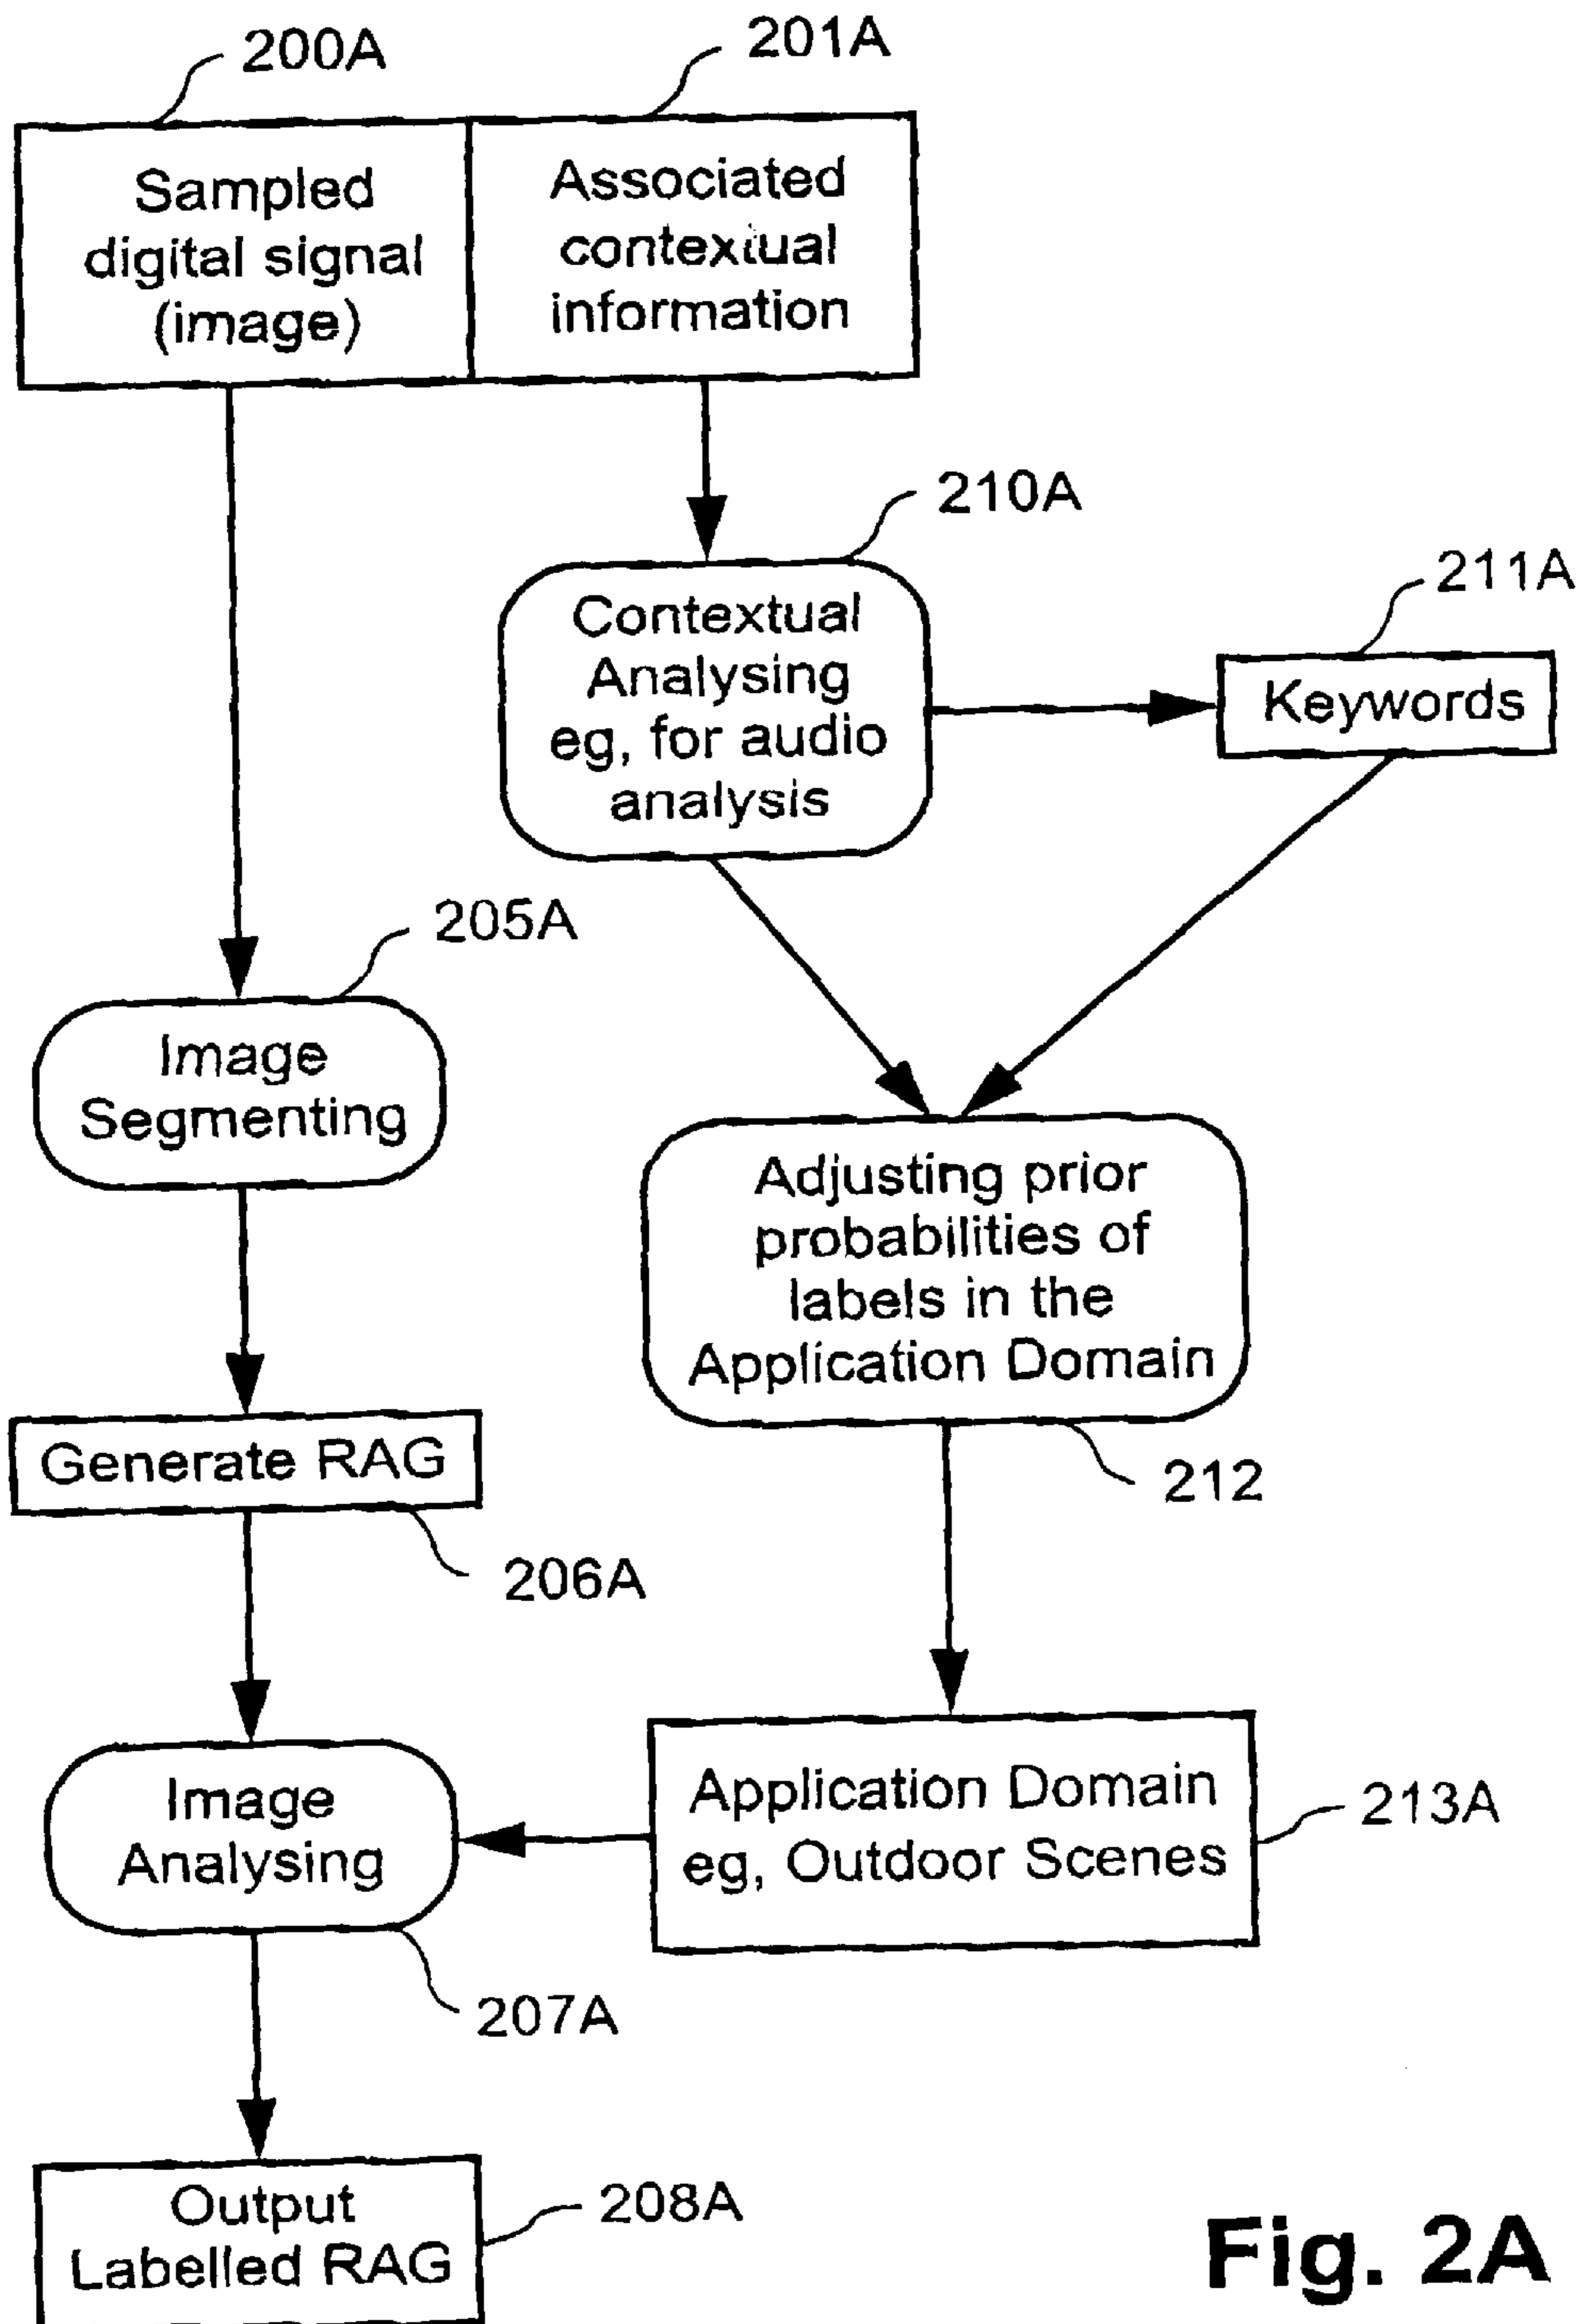 200A
201A
Sampled
digital signal
(image)
Associated
contextual
information
210A
Contextual
Analysing
eg, for audio
analysis
211A
Keywords
205A
Image
Segmenting
Adjusting prior
probabilities of
labels in the
Application Domain
212
Generate RAG
206A
Image
Analysing
207A
Application Domain
eg, Outdoor Scenes
213A
Output
Labelled RAG
208A
Fig. 2A